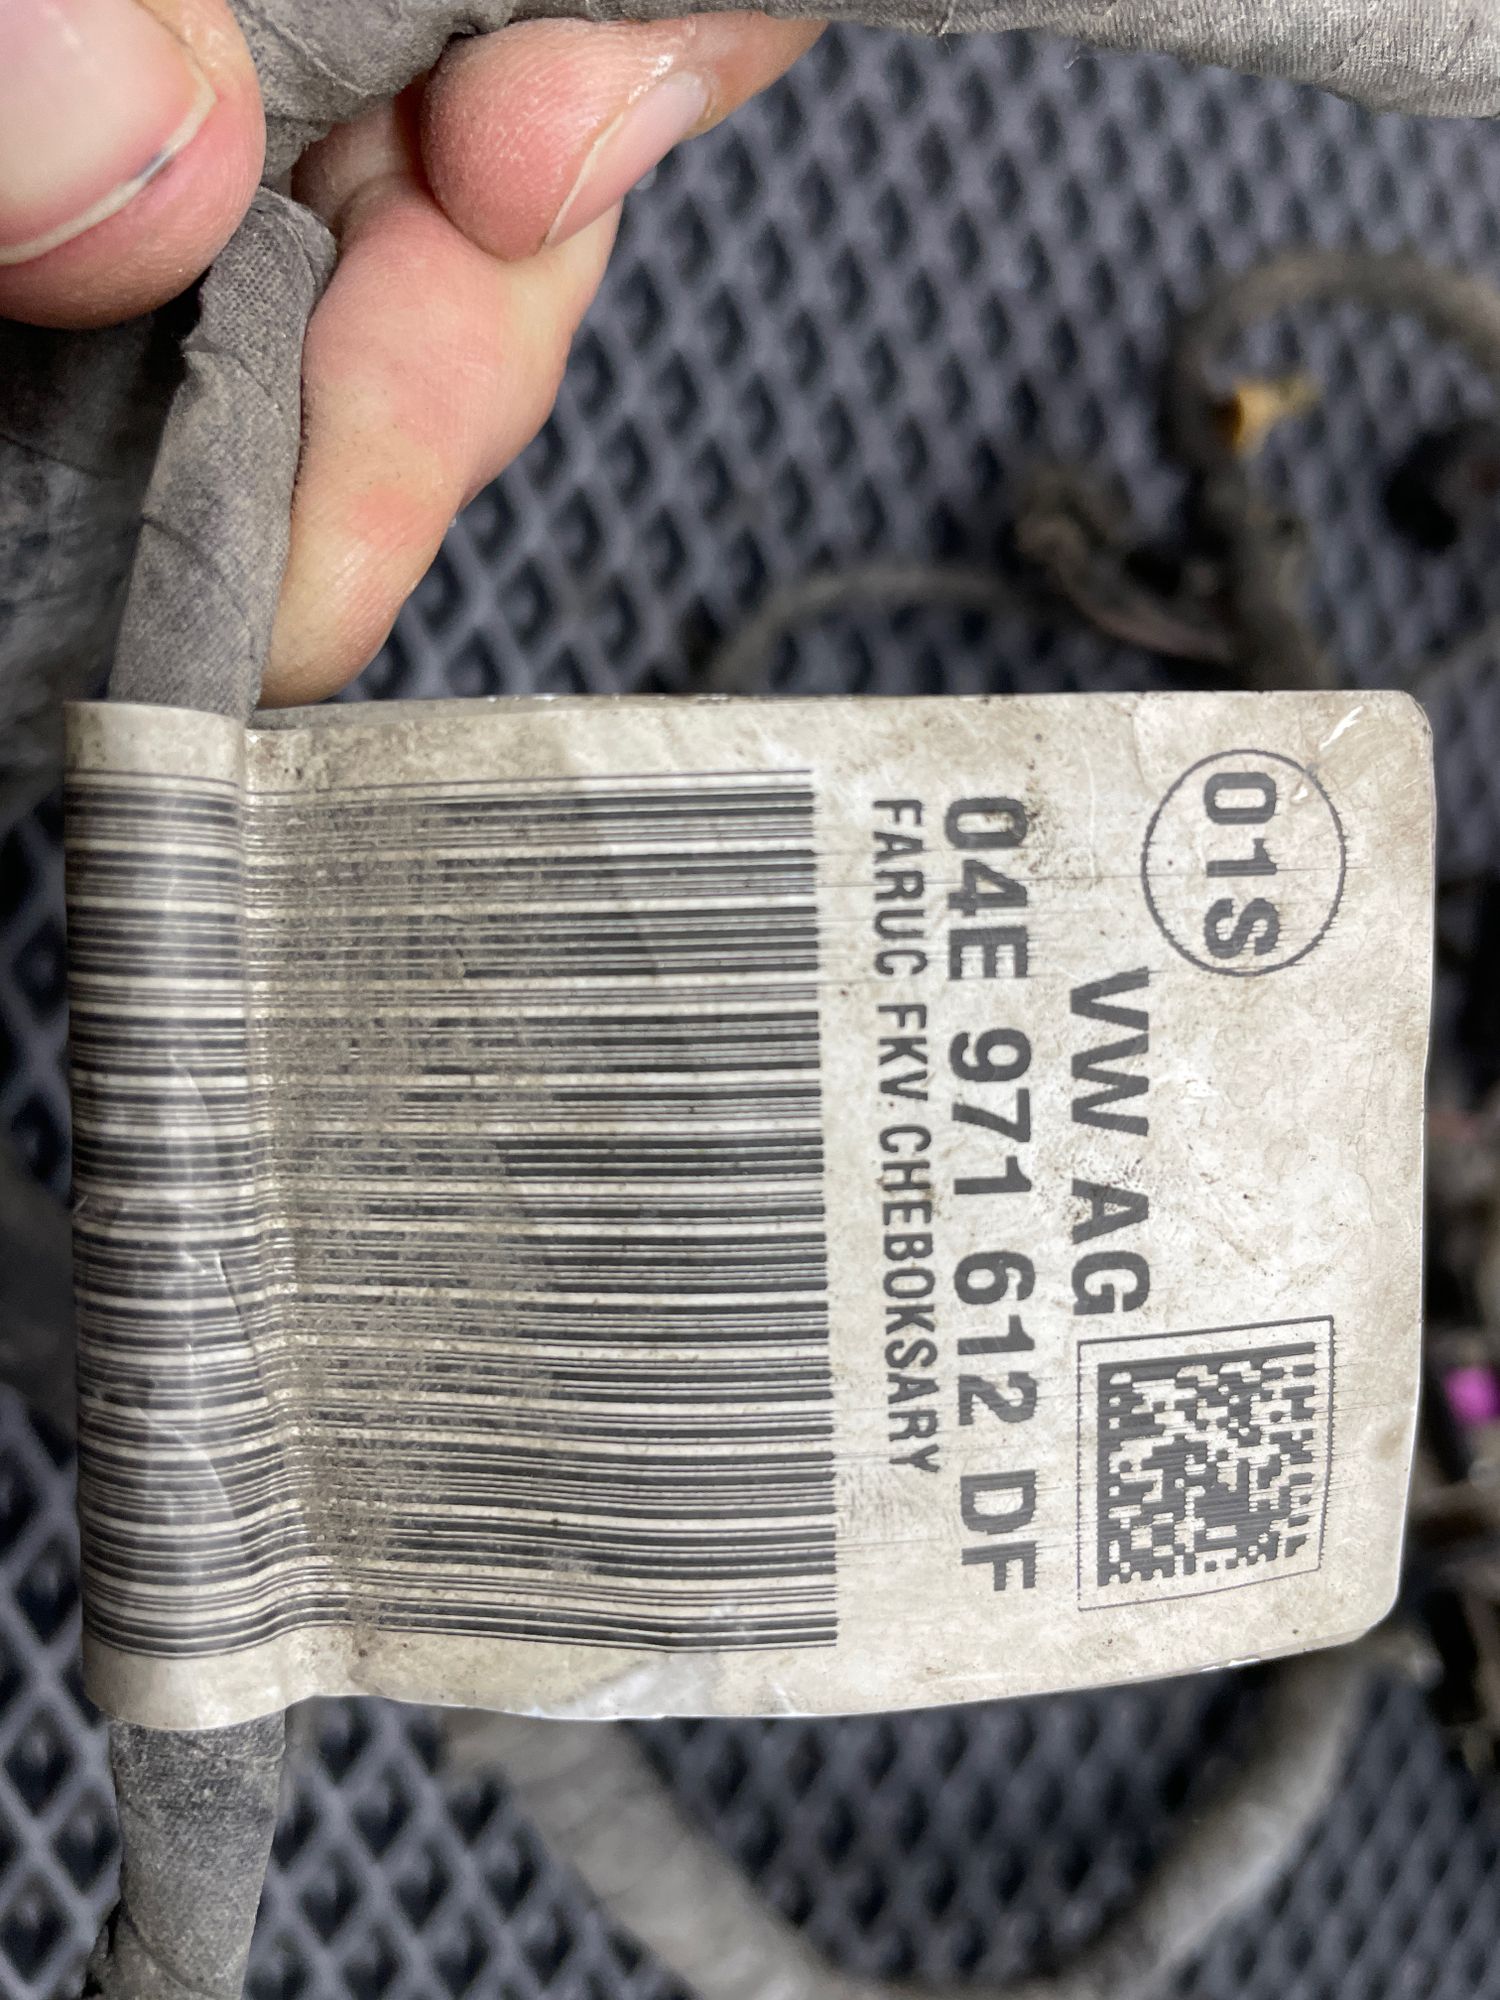 01S
VW AG
04E 971 612 DF
FARUC FKV. CHEBOKSARY